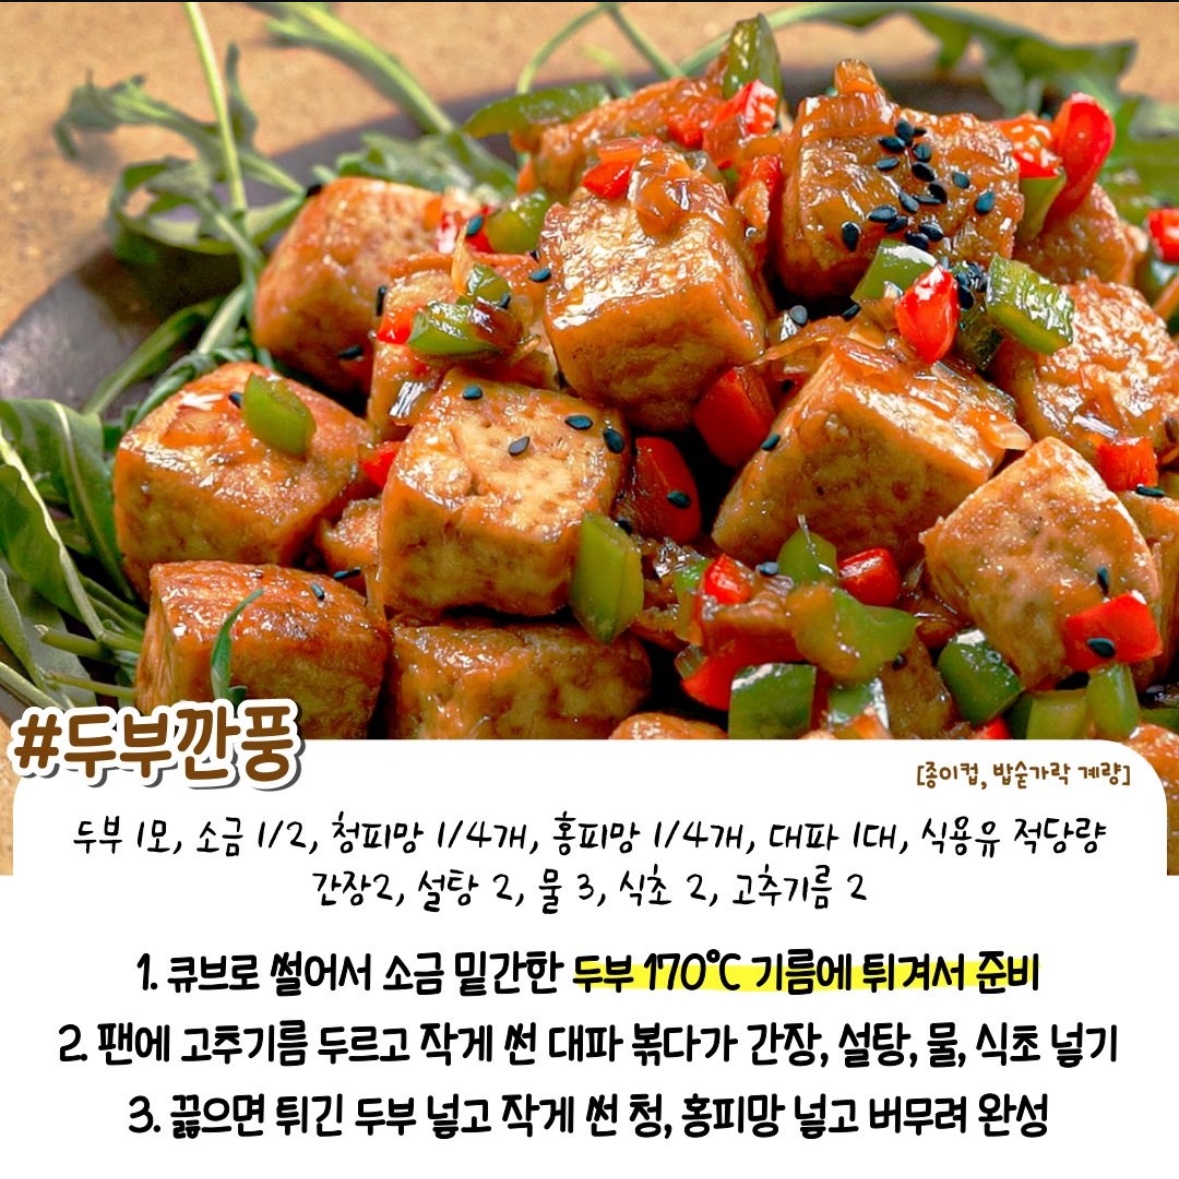 #두부깐풍
[종이컵, 밥숟가락 계량]
두부 1모, 소금 1/2, 청피망 1/4개, 홍피망 1/4개, 대파 1대, 식용유 적당량
간장2, 설탕 2, 물 3, 식초 2, 고추기름 2
1. 큐브로 썰어서 소금 밑간한 두부 170°C 기름에 튀겨서 준비
2. 팬에 고추기름 두르고 작게 썬 대파 볶다가 간장, 설탕, 물, 식초 넣기
3. 끓으면 튀긴 두부 넣고 작게 썬 청, 홍피망 넣고 버무려 완성